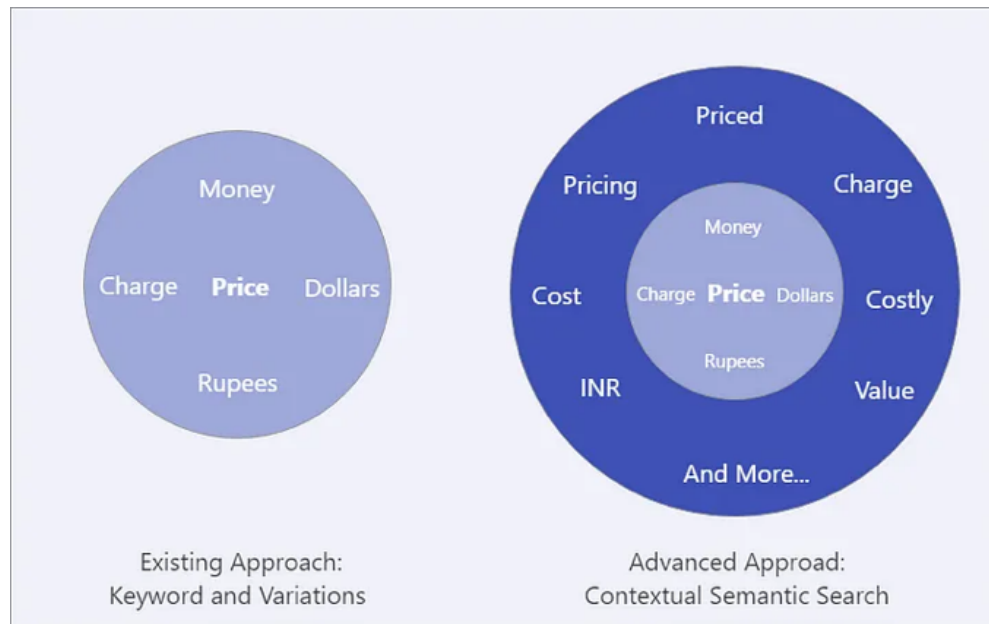 Money
Charge Price Dollars
Rupees
Existing Approach:
Keyword and Variations
Priced
Pricing Charge
Money
Cost Charge Price Dollars Costly
Rupees
INR Value
And More...
Advanced Approad:
Contextual Semantic Search